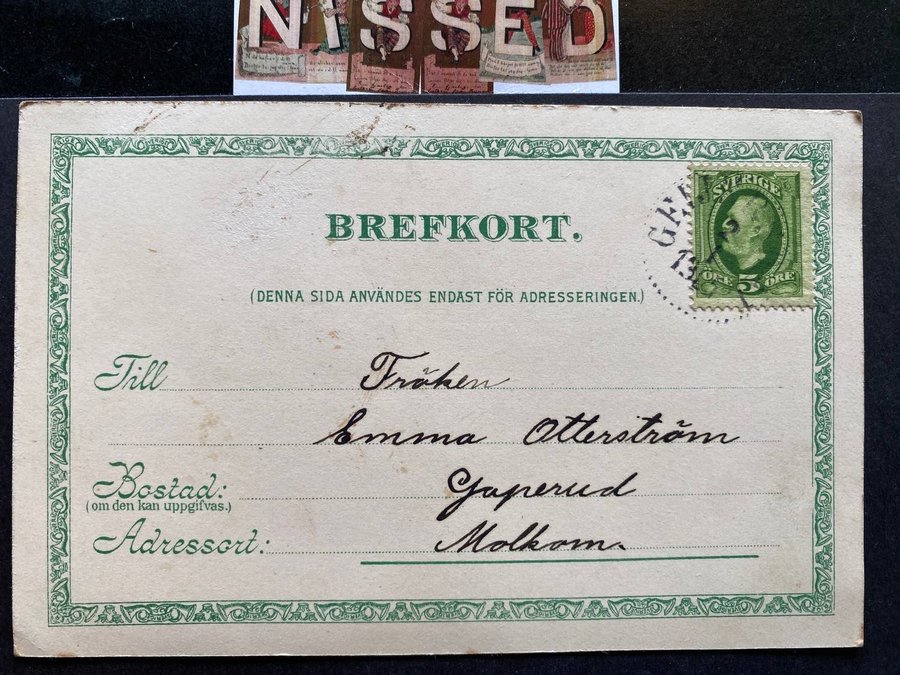 NISSED
BREFKORT.
SVERIGE
5
ÖRE ÖRE
(DENNA SIDA ANVÄNDES ENDAST FÖR ADRESSERINGEN.)
Till Fröken
Emma Otterström
Bostad: Gaperud
(om den kan uppgifvas.)
Adressort: Molkom.